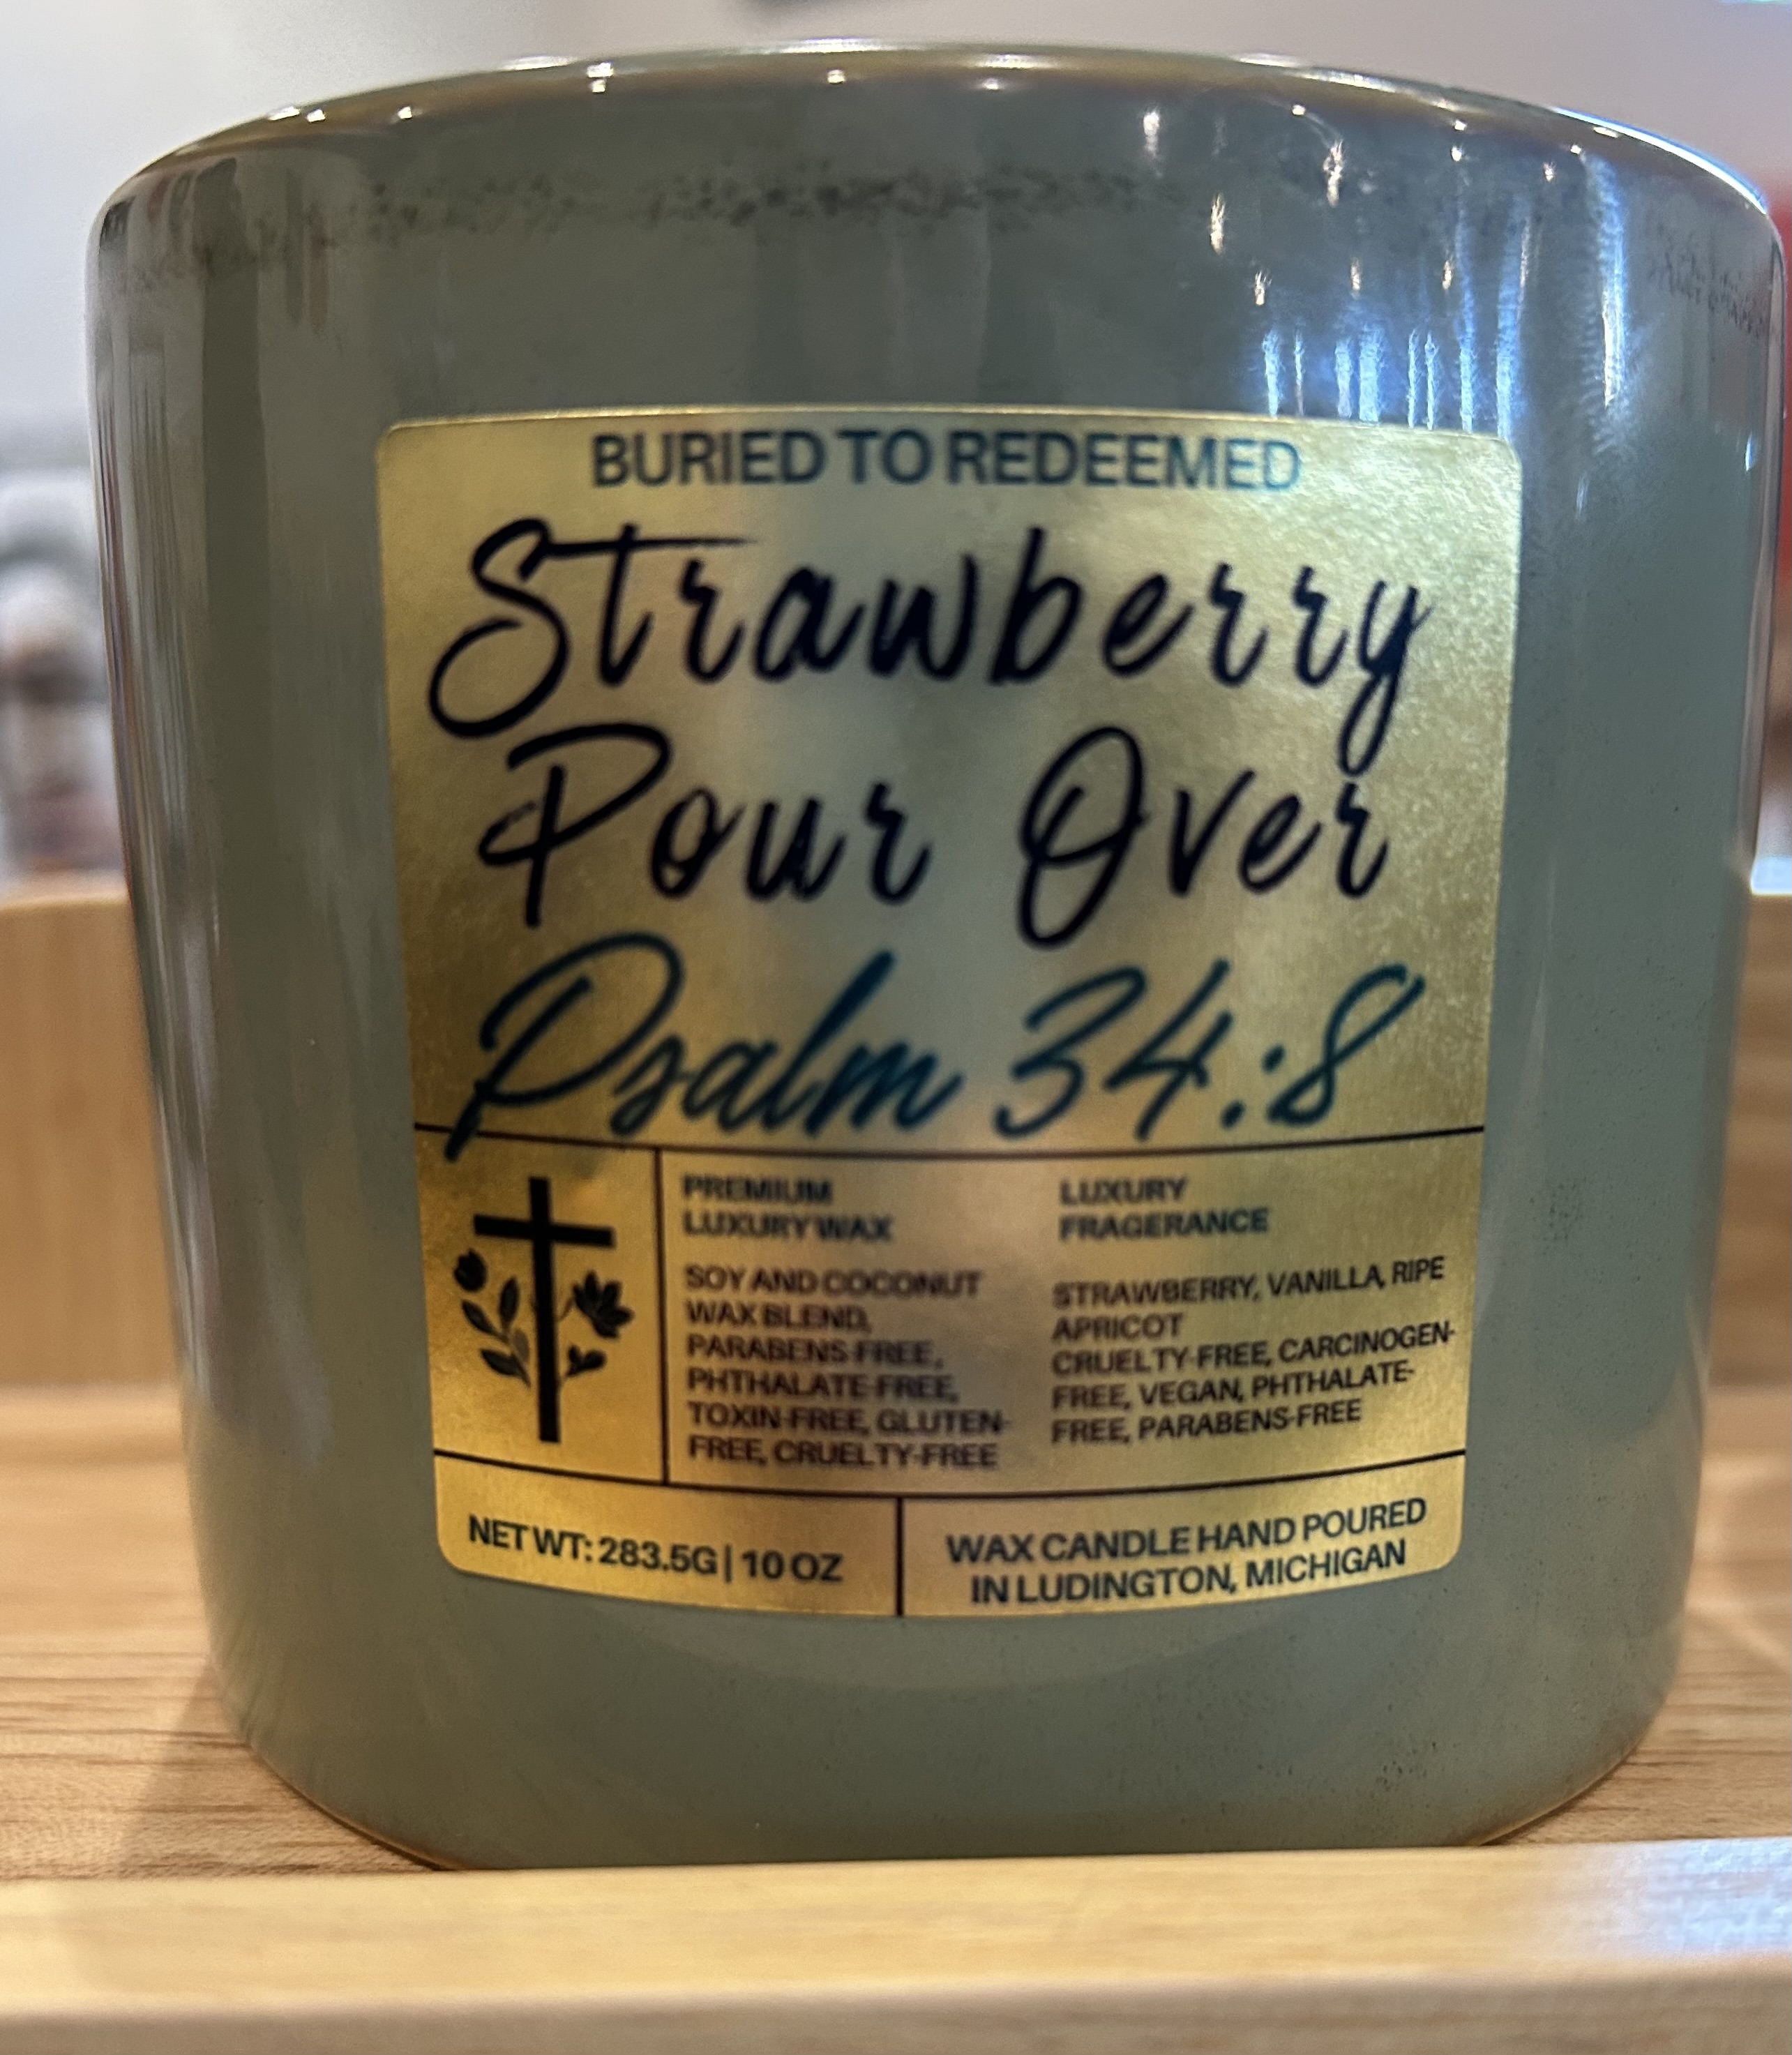 BURIED TO REDEEMED
Strawberry
Pour Over
Psalm 34:8
PREMIUM
LUXURY WAX
SOY AND COCONUT
WAX BLEND,
PARABENS-FREE,
PHTHALATE-FREE,
TOXIN-FREE, GLUTEN-
FREE, CRUELTY-FREE
LUXURY
FRAGERANCE
STRAWBERRY, VANILLA, RIPE
APRICOT
CRUELTY-FREE, CARCINOGEN-
FREE, VEGAN, PHTHALATE-
FREE, PARABENS-FREE
NET WT: 283.5G | 10 OZ
WAX CANDLE HAND POURED
IN LUDINGTON, MICHIGAN